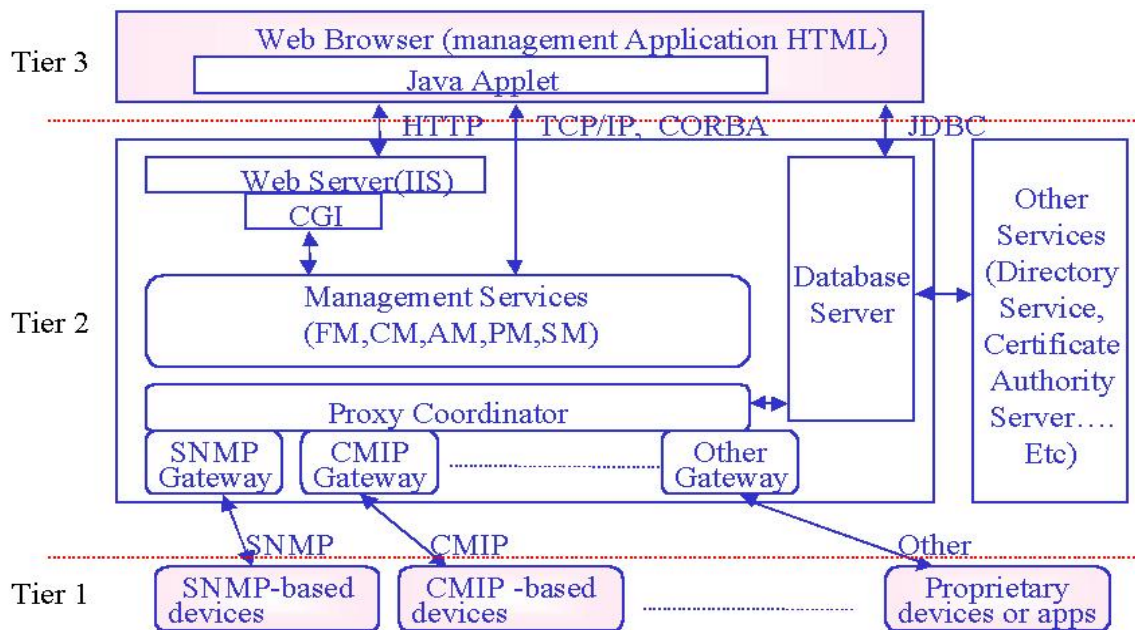 Web Browser (management Application HTML)
Tier 3
Java Applet
HTTP
TCP/IP, CORBA
JDBC
Web Server(IIS)
CGI
Management Services
(FM,CM,AM,PM,SM)
Tier 2
Database
Server
Other
Services
(Directory
Service,
Certificate
Authority
Server….
Etc)
Proxy Coordinator
SNMP
Gateway
CMIP
Gateway
Other
Gateway
SNMP
CMIP
Other
Tier 1
SNMP-based
devices
CMIP -based
devices
Proprietary
devices or apps